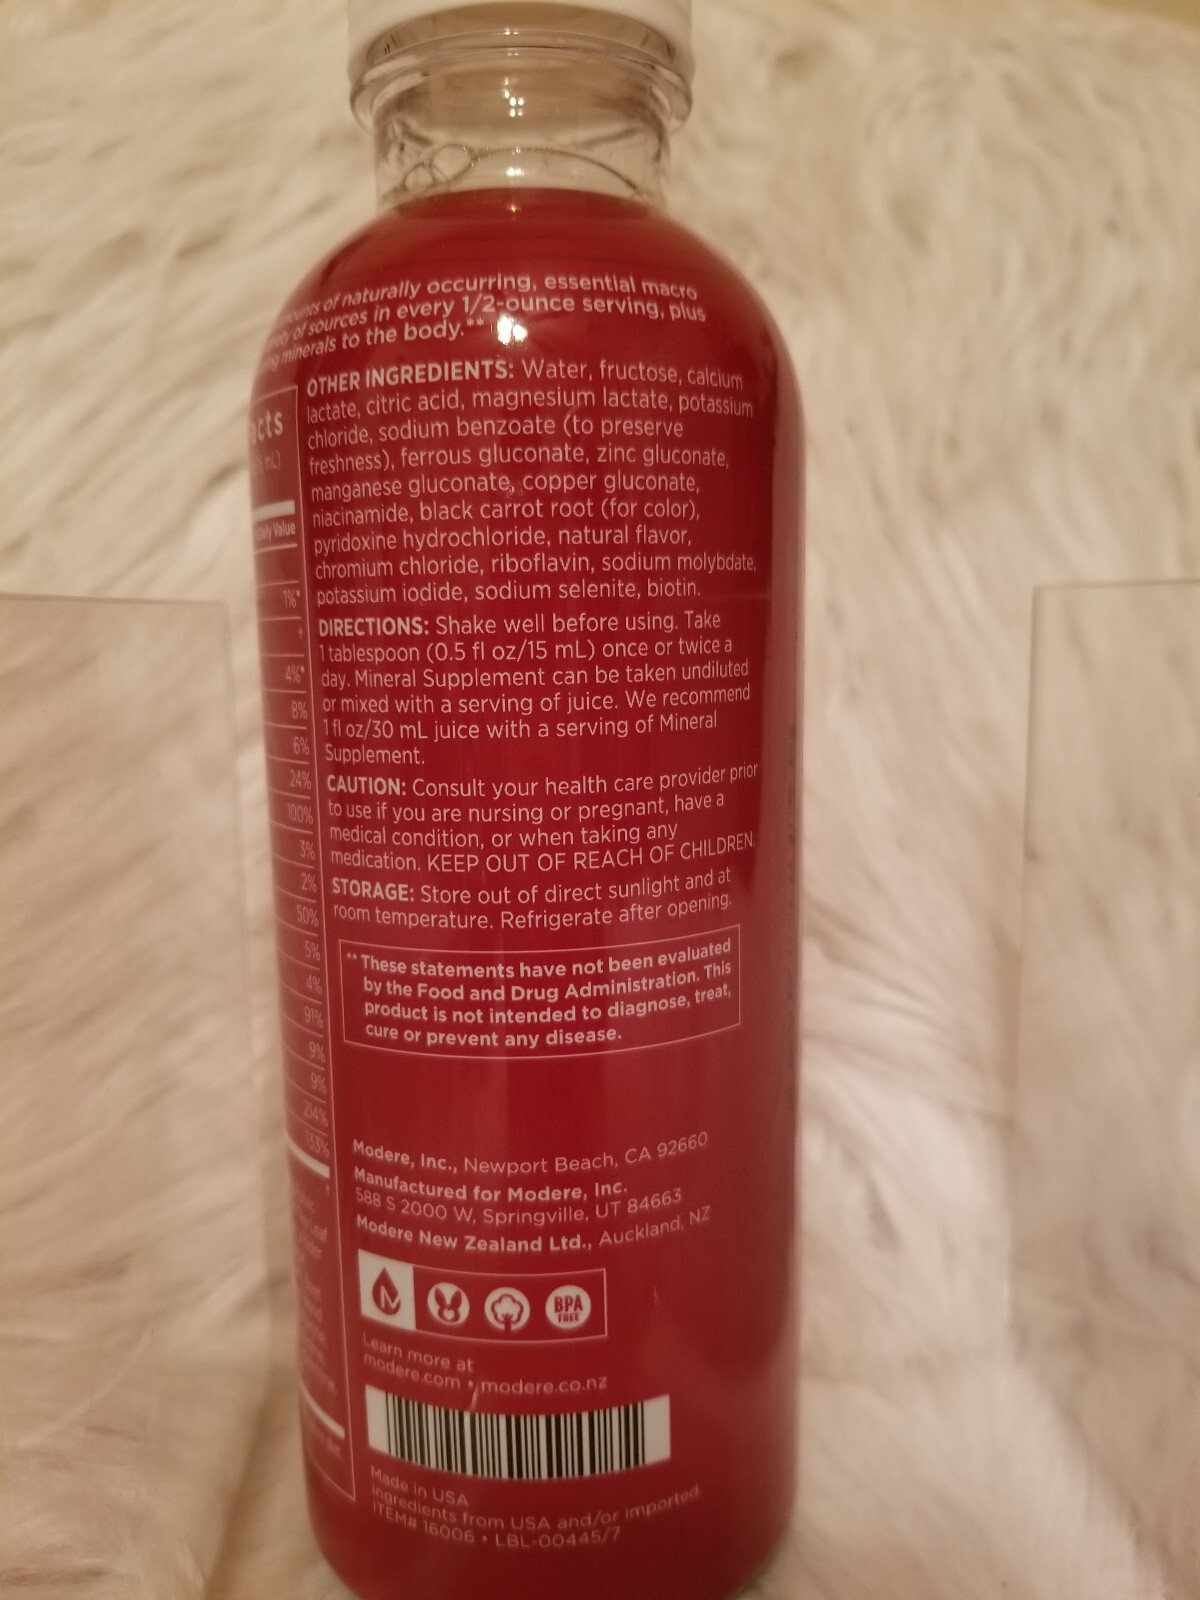 of naturally occurring, essential macro
of sources in every 1/2-ounce serving, plus
minerals to the body.**
OTHER INGREDIENTS: Water, fructose, calcium
lactate, citric acid, magnesium lactate, potassium
chloride, sodium benzoate (to preserve
freshness), ferrous gluconate, zinc gluconate,
manganese gluconate, copper gluconate,
niacinamide, black carrot root (for color),
pyridoxine hydrochloride, natural flavor,
chromium chloride, riboflavin, sodium molybdate,
potassium iodide, sodium selenite, biotin.
DIRECTIONS: Shake well before using. Take
1 tablespoon (0.5 fl oz/15 mL) once or twice a
day. Mineral Supplement can be taken undiluted
or mixed with a serving of juice. We recommend
1 fl oz/30 mL juice with a serving of Mineral
Supplement.
CAUTION: Consult your health care provider prior
to use if you are nursing or pregnant, have a
medical condition, or when taking any
medication. KEEP OUT OF REACH OF CHILDREN.
STORAGE: Store out of direct sunlight and at
room temperature. Refrigerate after opening.
** These statements have not been evaluated
by the Food and Drug Administration. This
product is not intended to diagnose, treat,
cure or prevent any disease.
Modere, Inc., Newport Beach, CA 92660
Manufactured for Modere, Inc.
588 S 2000 W, Springville, UT 84663
Modere New Zealand Ltd., Auckland, NZ
BPA
FREE
Learn more at
modere.com • modere.co.nz
Made in USA
Ingredients from USA and/or imported.
ITEM# 16006 • LBL-00445/7
Value
1%*
†
4%*
8%
6%
24%
100%
3%
2%
50%
5%
4%
91%
9%
9%
214%
133%